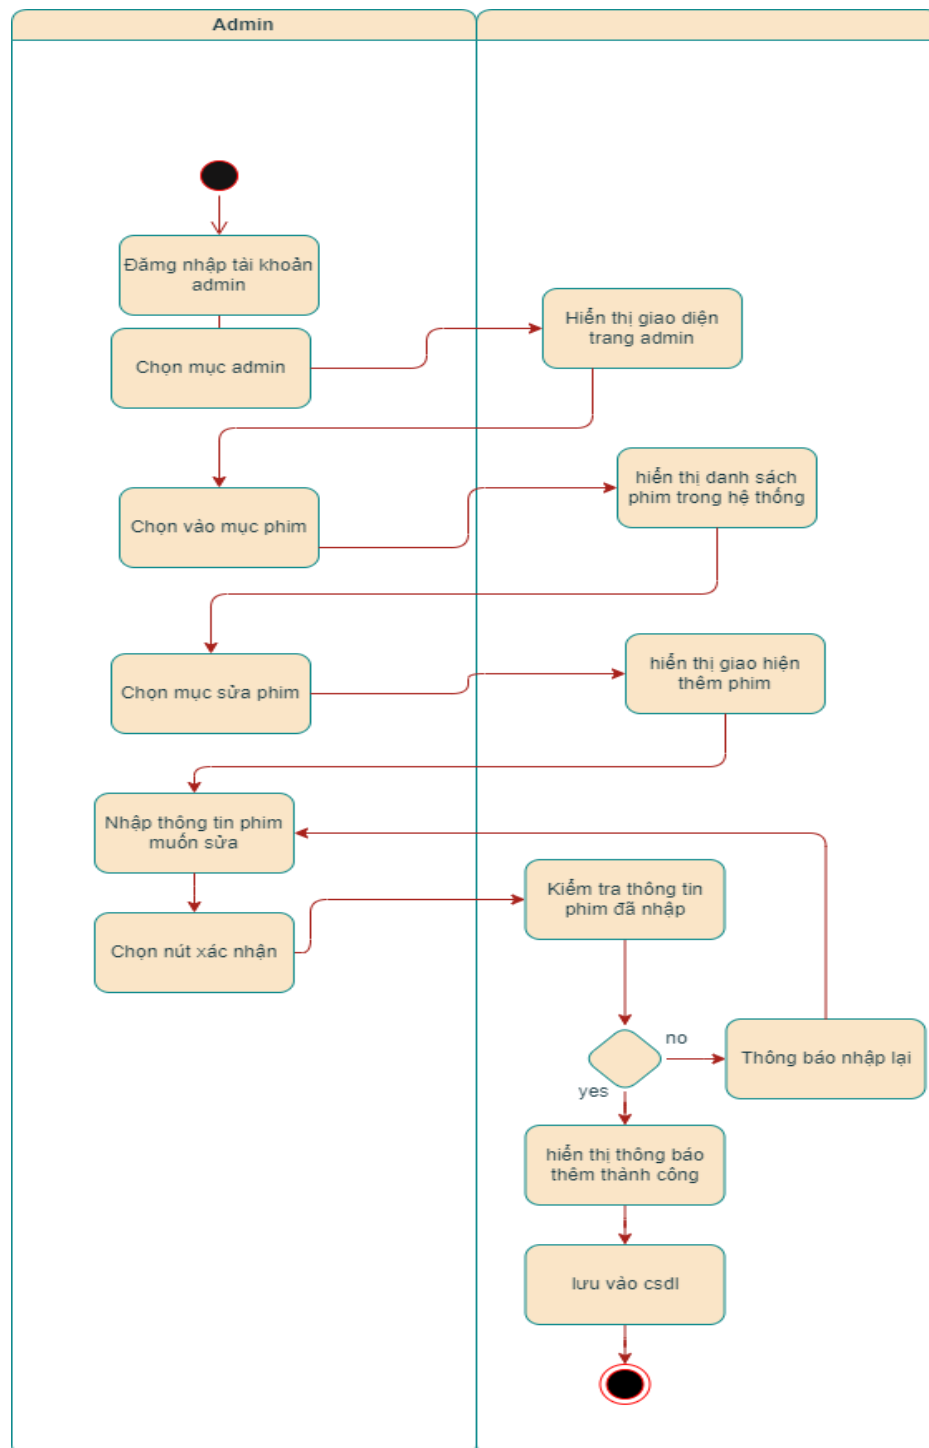 Admin
Đămg nhập tài khoản
admin
Chọn mục admin
Hiển thị giao diện
trang admin
Chọn vào mục phim
hiển thị danh sách
phim trong hệ thống
Chọn mục sửa phim
hiển thị giao hiện
thêm phim
Nhập thông tin phim
muốn sửa
Chọn nút xác nhận
Kiểm tra thông tin
phim đã nhập
no
Thông báo nhập lại
yes
hiển thị thông báo
thêm thành công
lưu vào csdl